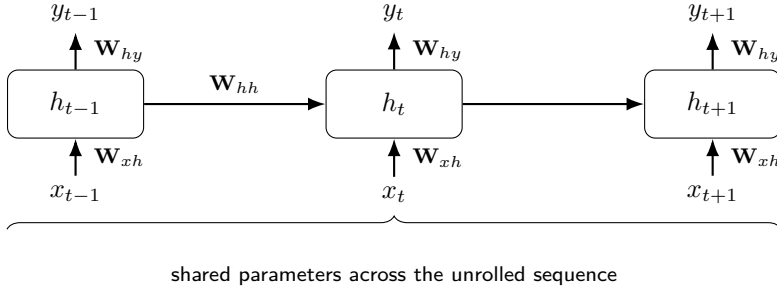 y_{t−1} y_t y_{t+1}
W_{hy} W_{hy} W_{hy}
W_{hh}
h_{t−1} h_t h_{t+1}
W_{xh} W_{xh} W_{xh}
x_{t−1} x_t x_{t+1}
shared parameters across the unrolled sequence